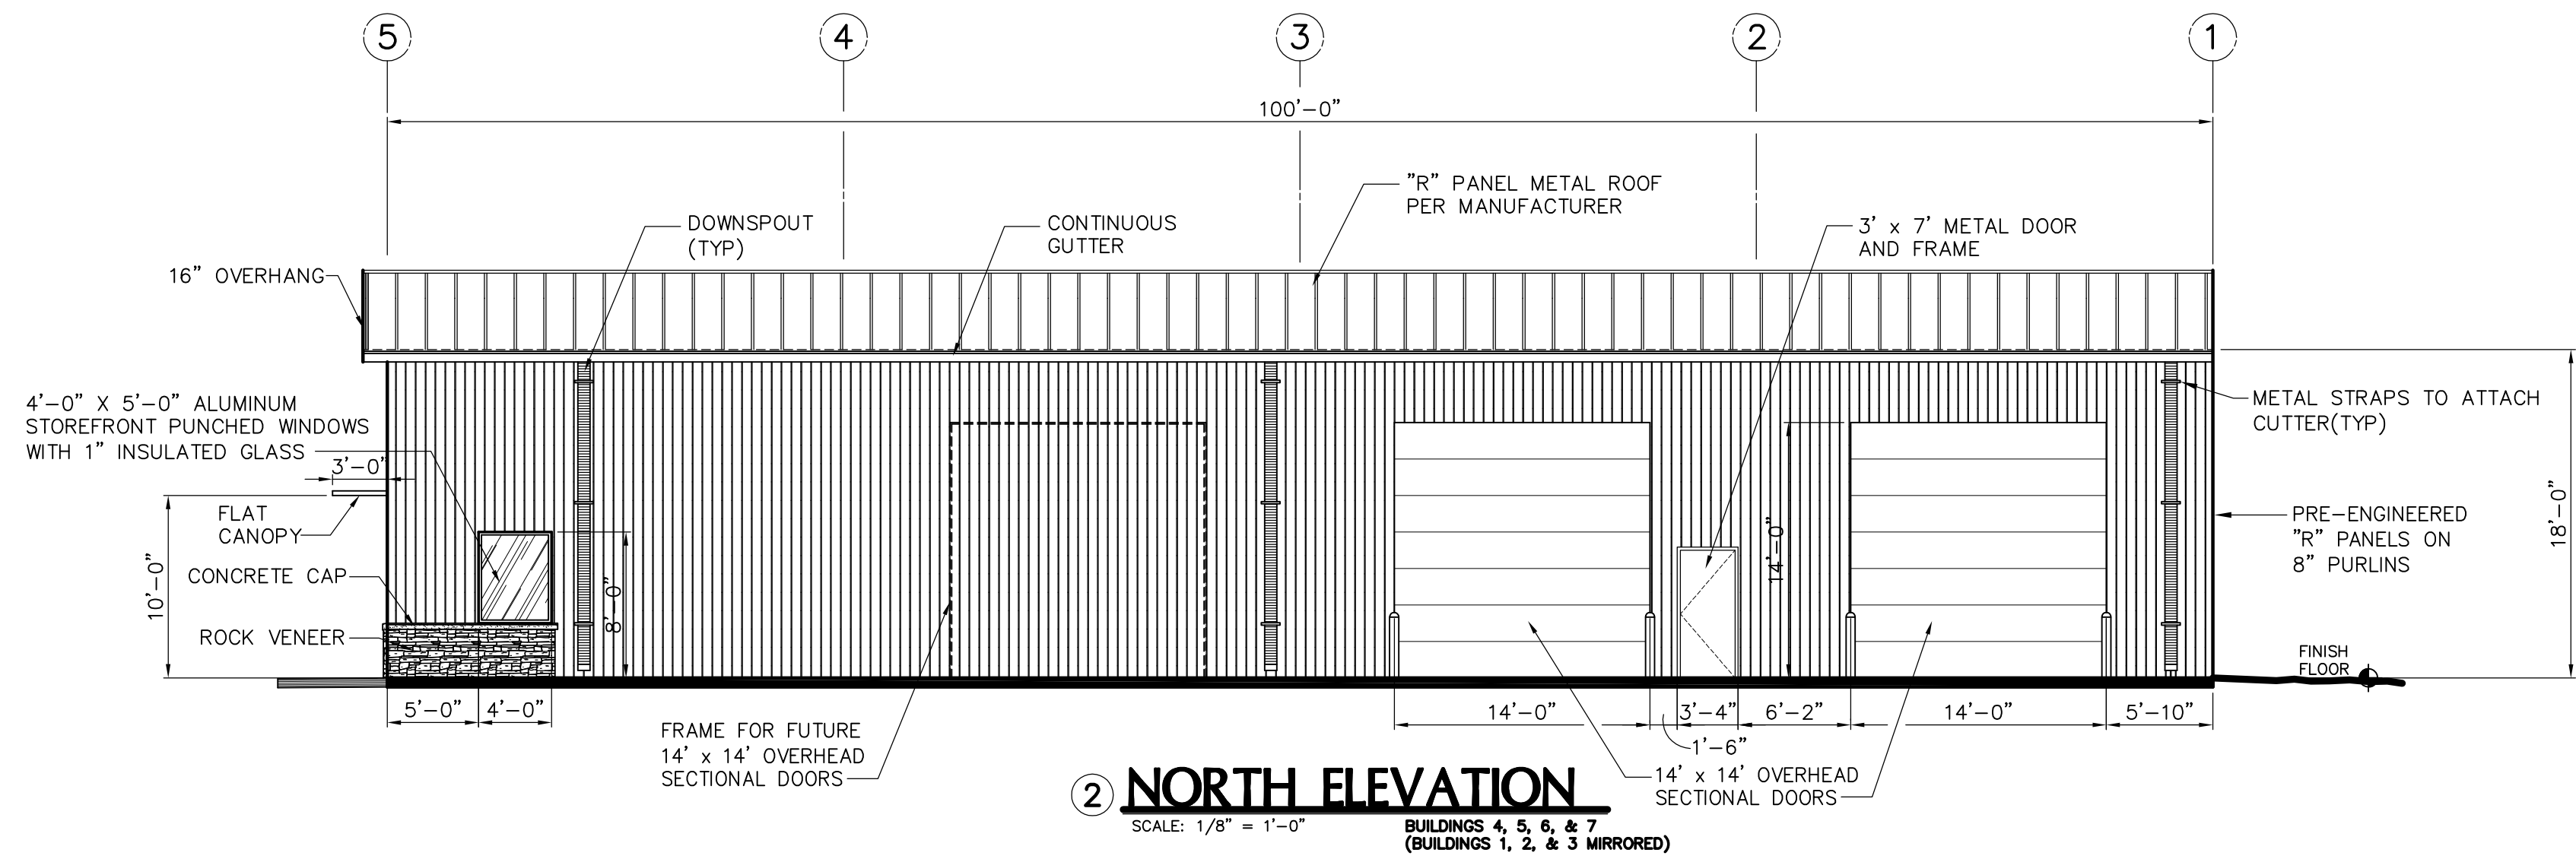 5
4
3
2
1
100'-0"
"R" PANEL METAL ROOF
PER MANUFACTURER
DOWNSPOUT
(TYP)
CONTINUOUS
GUTTER
3' x 7' METAL DOOR
AND FRAME
16" OVERHANG
4'-0" X 5'-0" ALUMINUM
STOREFRONT PUNCHED WINDOWS
WITH 1" INSULATED GLASS
3'-0"
METAL STRAPS TO ATTACH
CUTTER(TYP)
FLAT
CANOPY
PRE-ENGINEERED
"R" PANELS ON
8" PURLINS
18'-0"
14'-0"
10'-0"
CONCRETE CAP
8'-0"
ROCK VENEER
FINISH
FLOOR
5'-0"
4'-0"
14'-0"
3'-4"
6'-2"
14'-0"
5'-10"
1'-6"
FRAME FOR FUTURE
14' x 14' OVERHEAD
SECTIONAL DOORS
14' x 14' OVERHEAD
SECTIONAL DOORS
2 NORTH ELEVATION
SCALE: 1/8" = 1'-0"
BUILDINGS 4, 5, 6, & 7
(BUILDINGS 1, 2, & 3 MIRRORED)